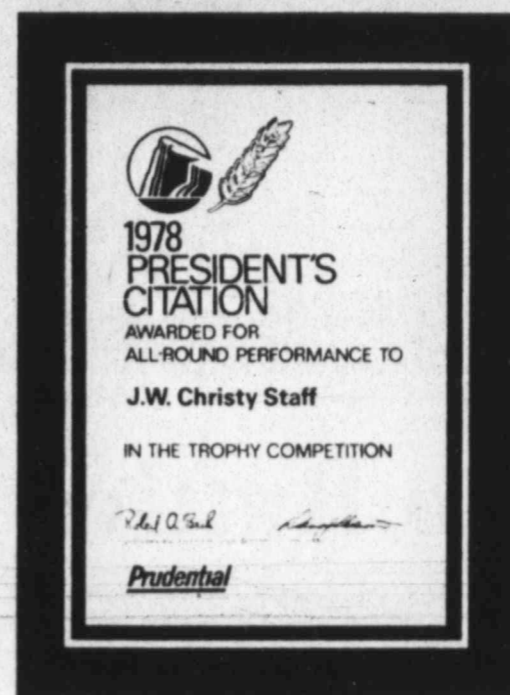 1978
PRESIDENT'S
CITATION
AWARDED FOR
ALL-ROUND PERFORMANCE TO
J.W. Christy Staff
IN THE TROPHY COMPETITION
Prudential